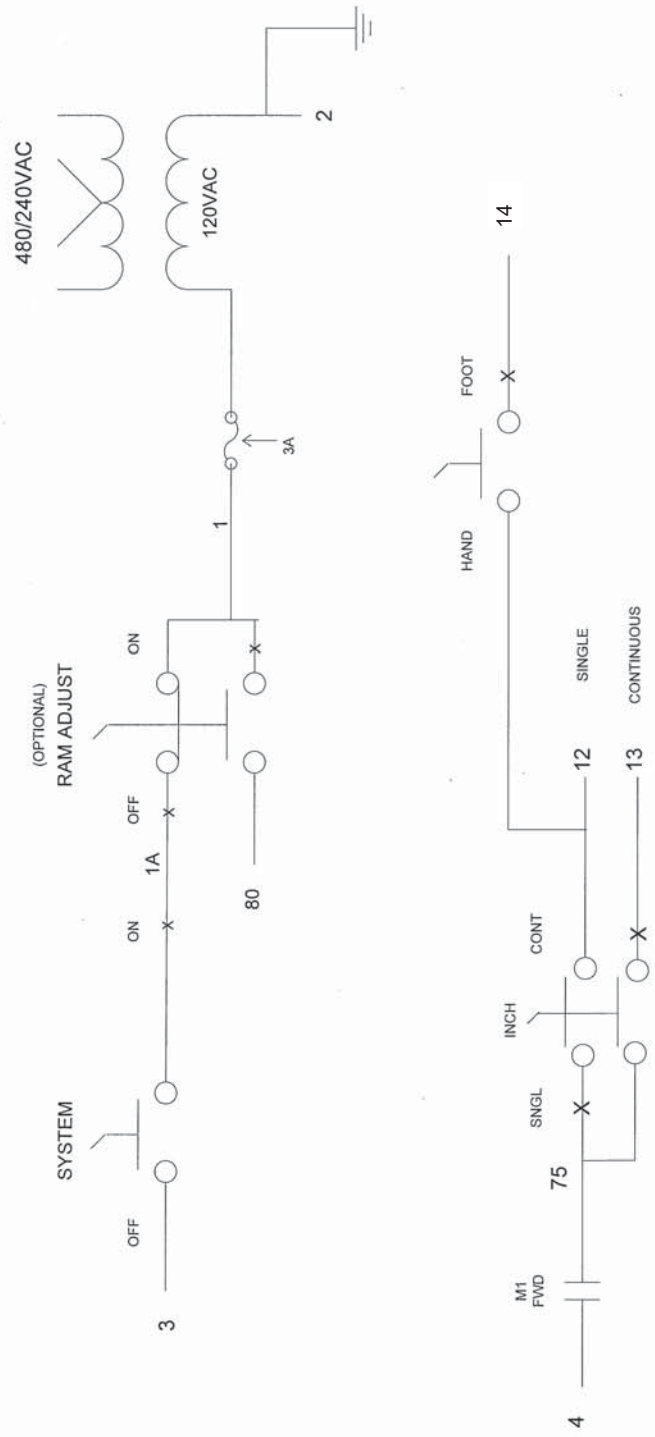 480/240VAC
120VAC
2
3A
1
(OPTIONAL)
RAM ADJUST
ON
OFF
1A
80
ON
SYSTEM
OFF
3
14
FOOT
HAND
12
SINGLE
13
CONTINUOUS
CONT
INCH
SNGL
75
M1
FWD
4